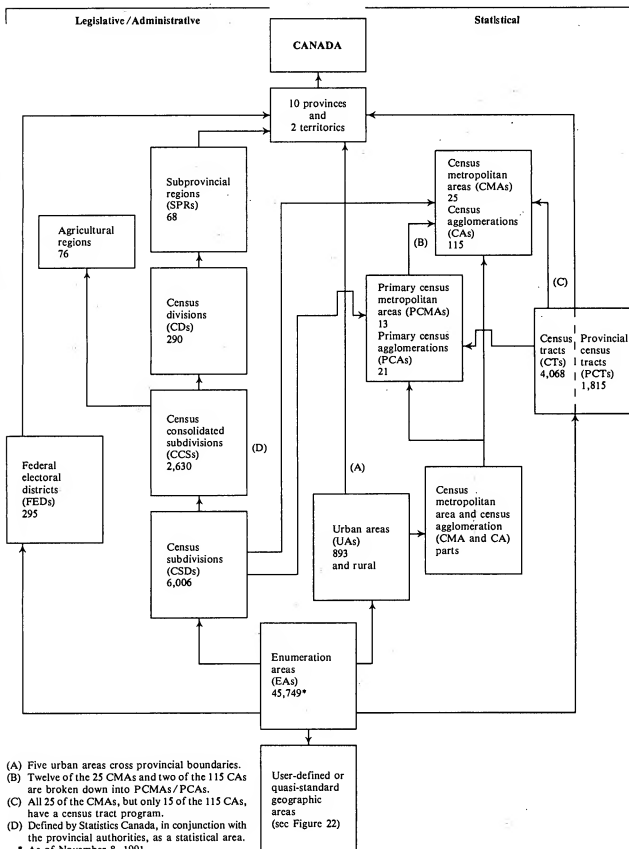 Legislative/Administrative
Statistical
CANADA
10 provinces
and
2 territories
Subprovincial
regions
(SPRs)
68
Census
metropolitan
areas (CMAs)
25
Census
agglomerations
(CAs)
115
Agricultural
regions
76
(B)
(C)
Census
divisions
(CDs)
290
Primary census
metropolitan
areas (PCMAs)
13
Primary census
agglomerations
(PCAs)
21
Census
tracts
(CTs)
4,068
Provincial
census
tracts
(PCTs)
1,815
Census
consolidated
subdivisions
(CCSs)
2,630
(D)
(A)
Federal
electoral
districts
(FEDs)
295
Census
subdivisions
(CSDs)
6,006
Urban areas
(UAs)
893
and rural
Census
metropolitan
area and census
agglomeration
(CMA and CA)
parts
Enumeration
areas
(EAs)
45,749*
User-defined or
quasi-standard
geographic
areas
(see Figure 22)
(A) Five urban areas cross provincial boundaries.
(B) Twelve of the 25 CMAs and two of the 115 CAs
are broken down into PCMAs/PCAs.
(C) All 25 of the CMAs, but only 15 of the 115 CAs,
have a census tract program.
(D) Defined by Statistics Canada, in conjunction with
the provincial authorities, as a statistical area.
* As of November 8, 1991